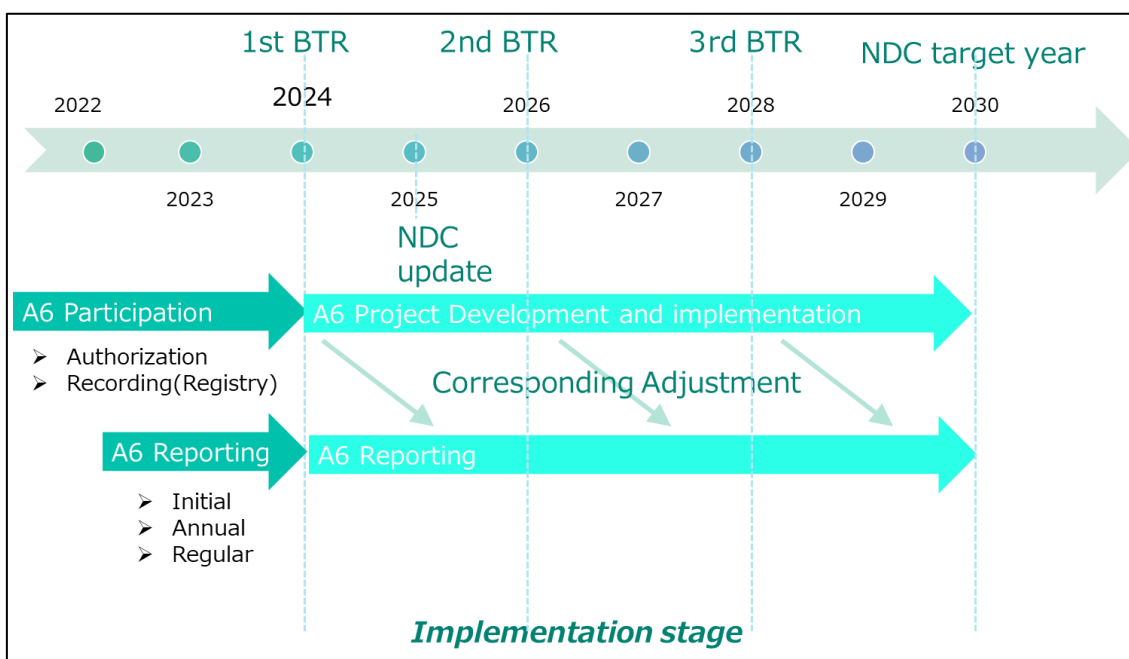 1st BTR
2nd BTR
3rd BTR
NDC target year
2022
2024
2026
2028
2030
2023
2025
2027
2029
NDC
update
A6 Participation
A6 Project Development and implementation
➢ Authorization
➢ Recording(Registry)
Corresponding Adjustment
A6 Reporting
A6 Reporting
➢ Initial
➢ Annual
➢ Regular
Implementation stage